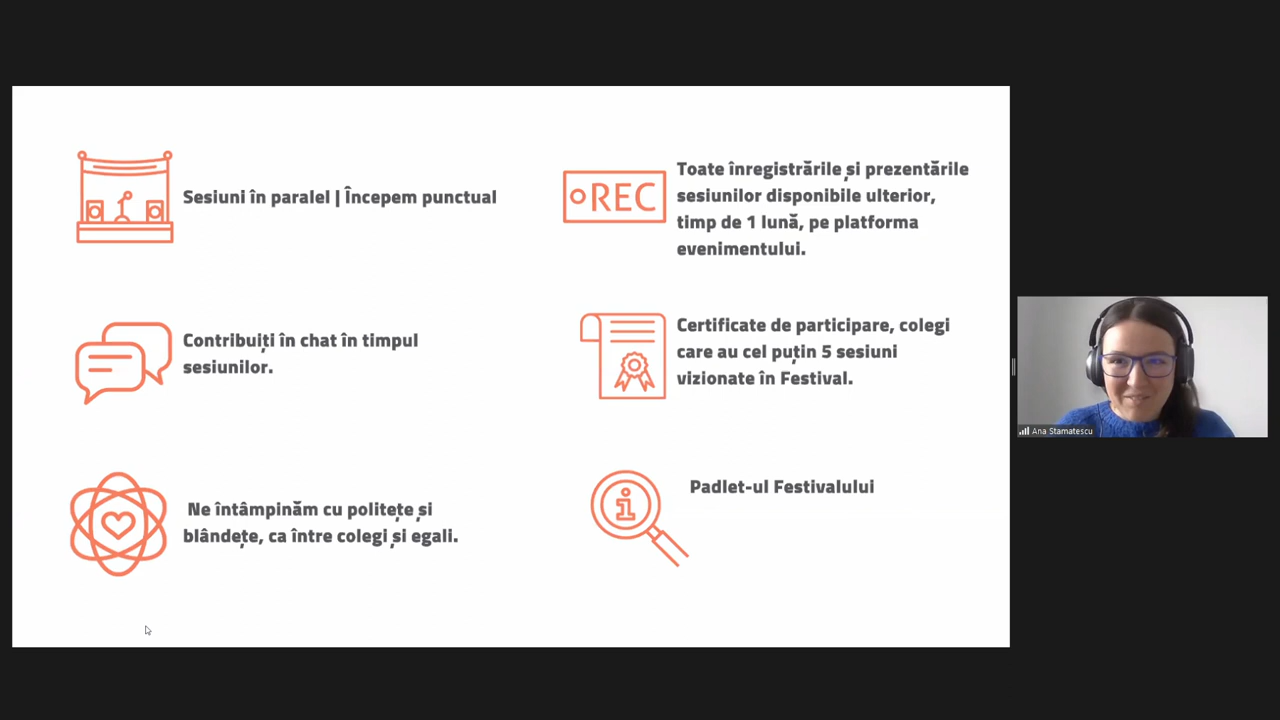 Sesiuni în paralel | Începem punctual
Contribuiți în chat în timpul
sesiunilor.
Ne întâmpinăm cu politețe și
blândețe, ca între colegi și egali.
REC
Toate înregistrările și prezentările
sesiunilor disponibile ulterior,
timp de 1 lună, pe platforma
evenimentului.
Certificate de participare, colegi
care au cel puțin 5 sesiuni
vizionate în Festival.
i
Padlet-ul Festivalului
Ana Stamatescu